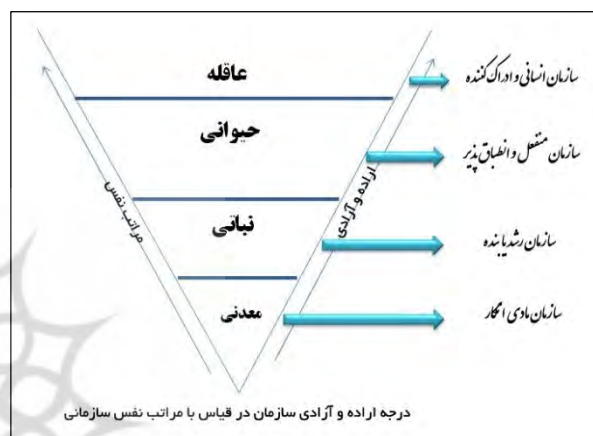 عاقله
سازمان انسانی و ادراک کننده
حیوانی
سازمان منفعل و انطباق پذیر
مراتب نفس
اراده و آزادی
نباتی
سازمان رشد یابنده
معدنی
سازمان مادی انگار
درجه اراده و آزادی سازمان در قیاس با مراتب نفس سازمانی